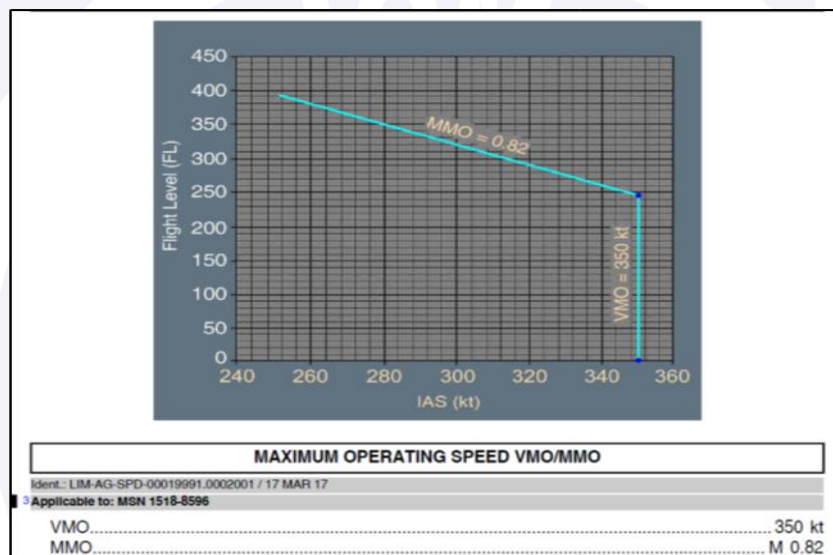 450
400
350
300
250
200
150
100
50
0
Flight Level (FL)
MMO = 0.82
VMO = 350 kt
240 260 280 300 320 340 360
IAS (kt)
MAXIMUM OPERATING SPEED VMO/MMO
Ident.: LIM-AG-SPD-00019991.0002001 / 17 MAR 17
3 Applicable to: MSN 1518-8596
VMO................................................................................350 kt
MMO................................................................................M 0.82